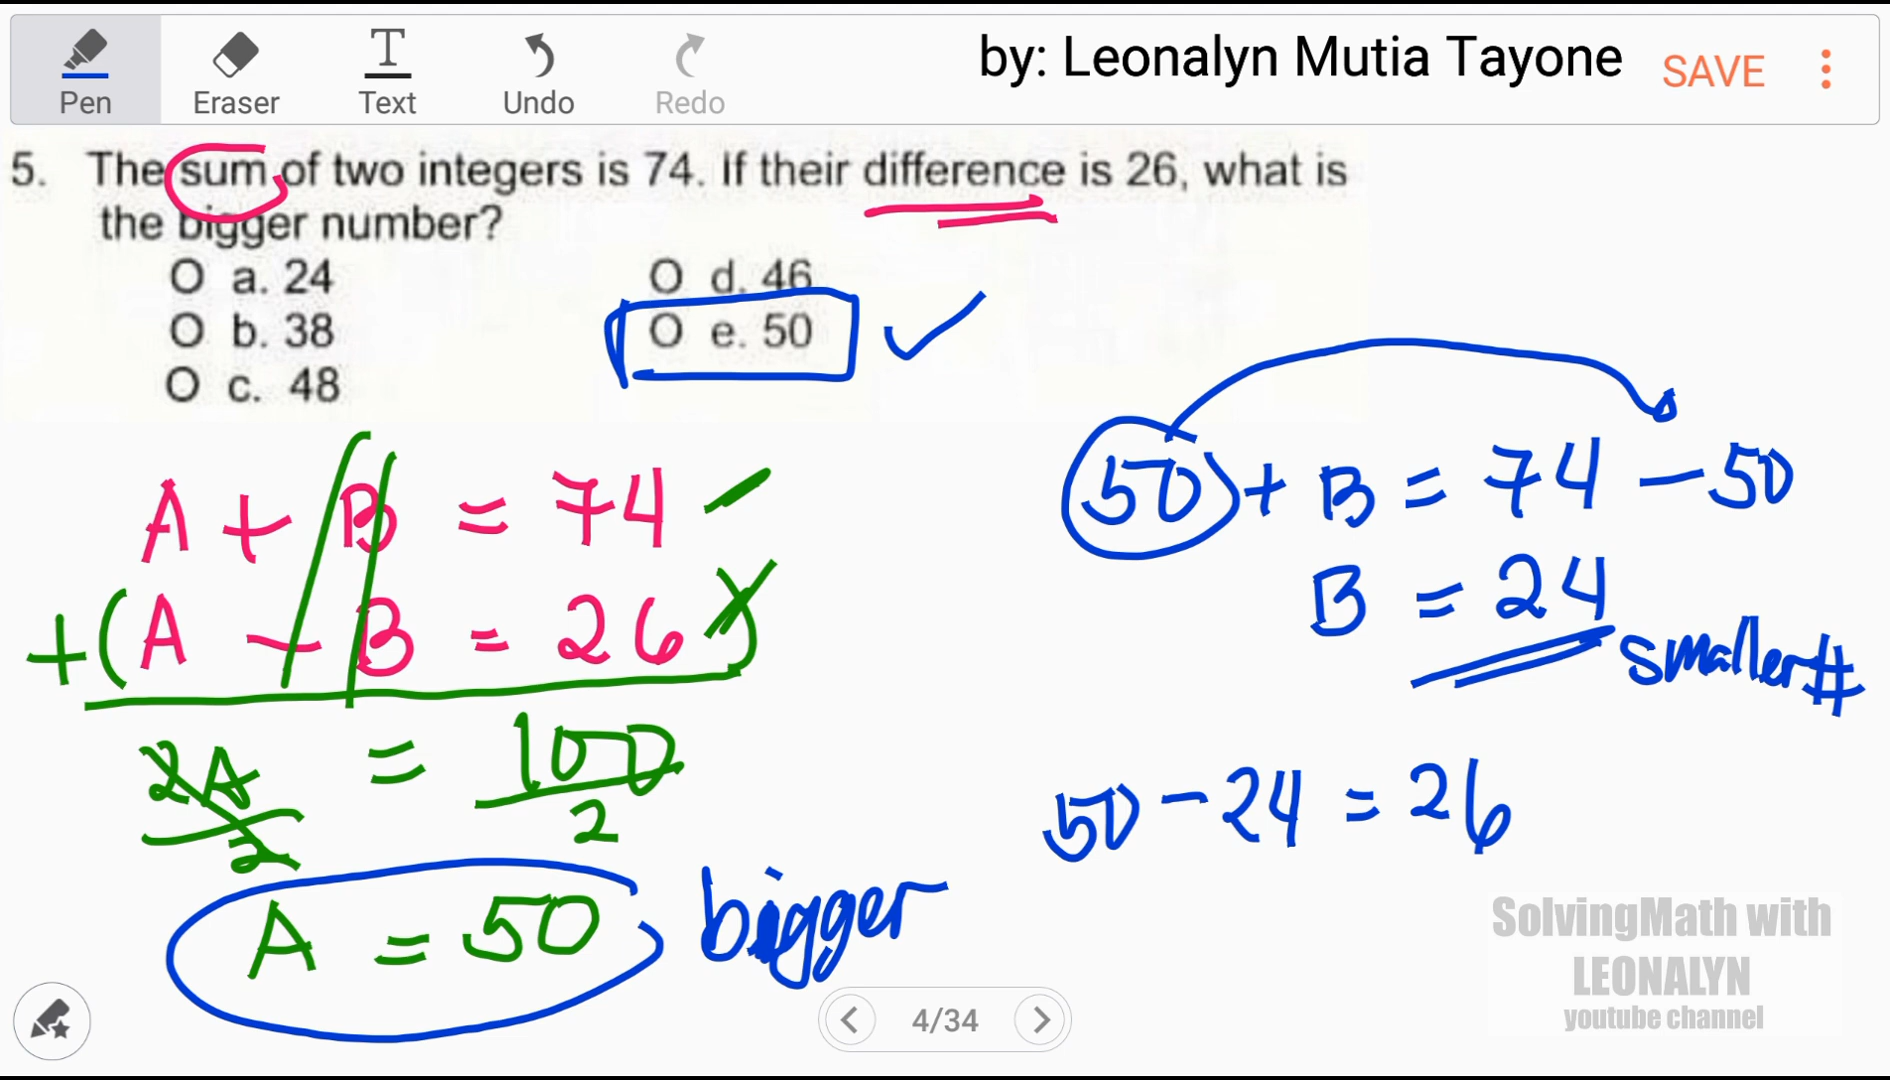 Pen
Eraser
Text
Undo
Redo
by: Leonalyn Mutia Tayone
SAVE
5. The sum of two integers is 74. If their difference is 26, what is
the bigger number?
O a. 24
O b. 38
O c. 48
O d. 46
O e. 50
A + B = 74
+(A - B = 26)
2A/2 = 100/2
A = 50 bigger
(50) + B = 74 - 50
B = 24 smaller #
50 - 24 = 26
4/34
SolvingMath with
LEONALYN
youtube channel